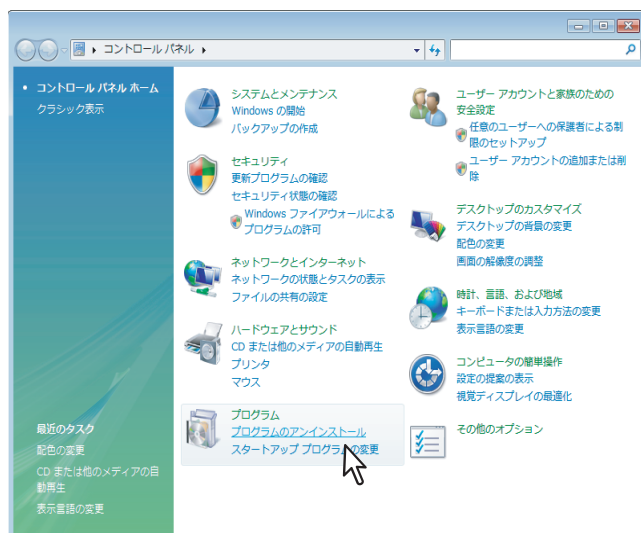 コントロール パネル
コントロール パネル ホーム
クラシック表示
システムとメンテナンス
Windows の開始
バックアップの作成
セキュリティ
更新プログラムの確認
セキュリティ状態の確認
Windows ファイアウォールによる
プログラムの許可
ネットワークとインターネット
ネットワークの状態とタスクの表示
ファイルの共有の設定
ハードウェアとサウンド
CD または他のメディアの自動再生
プリンタ
マウス
プログラム
プログラムのアンインストール
スタートアップ プログラムの変更
ユーザー アカウントと家族のための
安全設定
任意のユーザーへの保護者による制
限のセットアップ
ユーザー アカウントの追加または削
除
デスクトップのカスタマイズ
デスクトップの背景の変更
配色の変更
画面の解像度の調整
時計、言語、および地域
キーボードまたは入力方法の変更
表示言語の変更
コンピュータの簡単操作
設定の提案の表示
視覚ディスプレイの最適化
その他のオプション
最近のタスク
配色の変更
CD または他のメディアの自
動再生
表示言語の変更